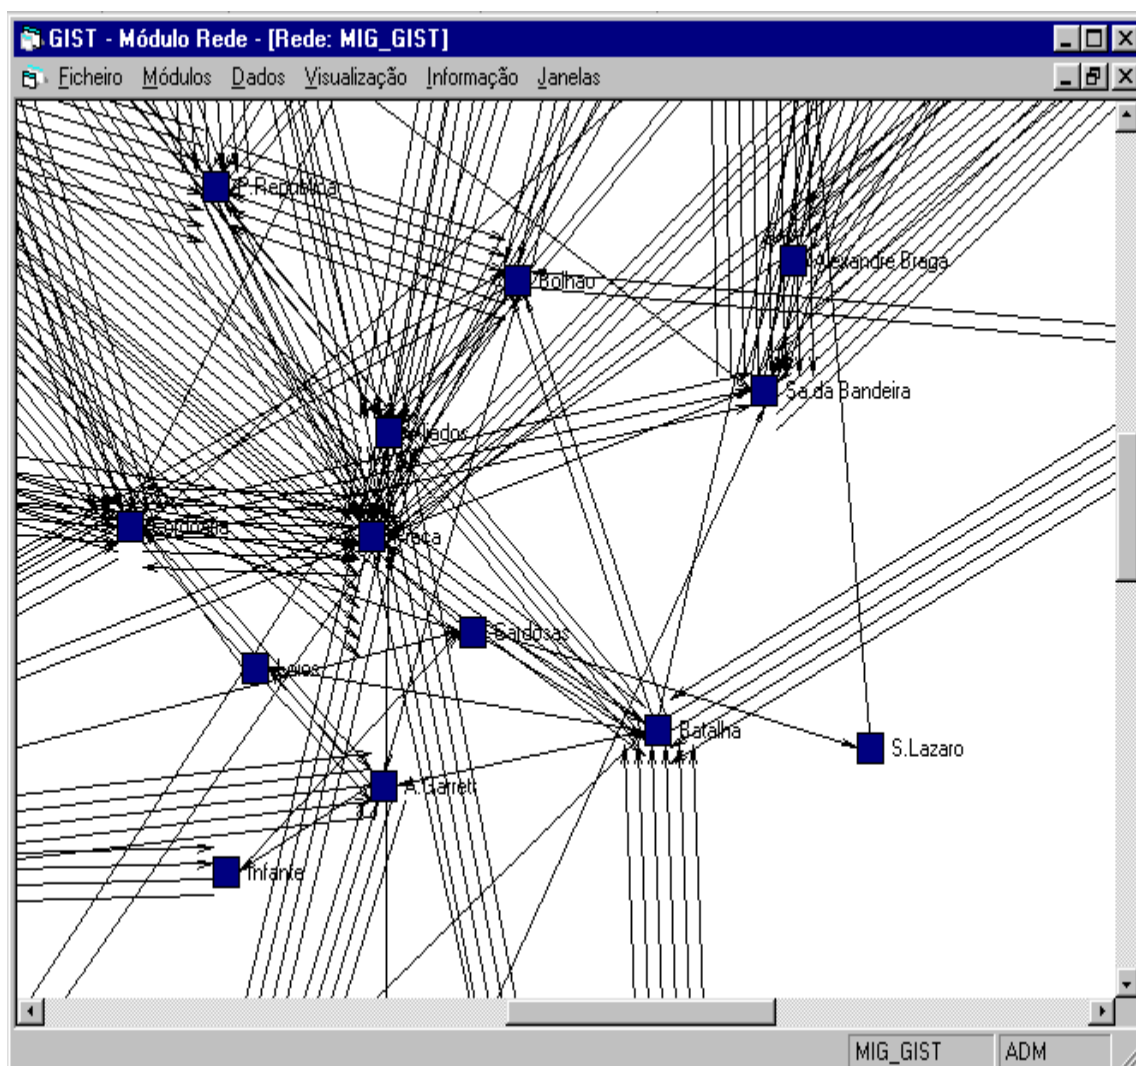 GIST - Módulo Rede - [Rede: MIG_GIST]
Ficheiro Módulos Dados Visualização Informação Janelas
P.Republica
Alexandre Braga
Bolhao
Sa.da Bandeira
Cardosas
Loios
Batalha
S.Lazaro
A.Garrett
Infante
MIG_GIST ADM